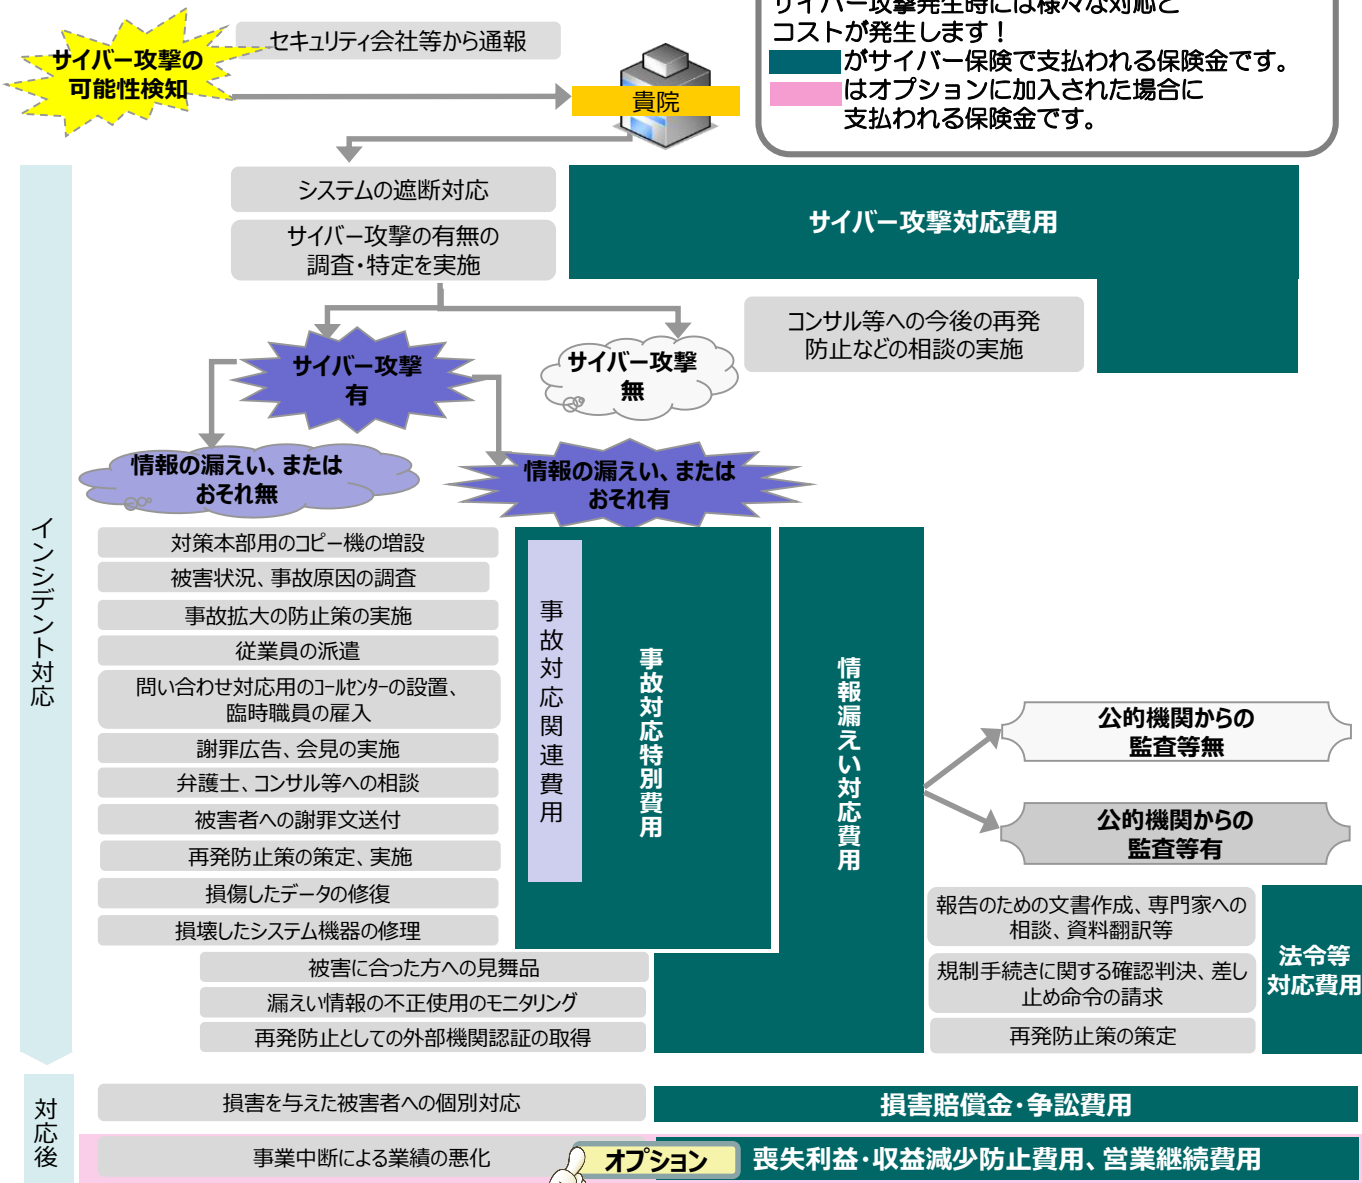 サイバー攻撃発生時には様々な対応と
コストが発生します！
がサイバー保険で支払われる保険金です。
はオプションに加入された場合に
支払われる保険金です。
サイバー攻撃の
可能性検知
セキュリティ会社等から通報
貴院
システムの遮断対応
サイバー攻撃の有無の
調査・特定を実施
サイバー攻撃対応費用
コンサル等への今後の再発
防止などの相談の実施
サイバー攻撃
有
サイバー攻撃
無
情報の漏えい、または
おそれ無
情報の漏えい、または
おそれ有
インシデント対応
対策本部用のコピー機の増設
被害状況、事故原因の調査
事故拡大の防止策の実施
従業員の派遣
問い合わせ対応用のコールセンターの設置、
臨時職員の雇入
謝罪広告、会見の実施
弁護士、コンサル等への相談
被害者への謝罪文送付
再発防止策の策定、実施
損傷したデータの修復
損壊したシステム機器の修理
事故対応関連費用
事故対応特別費用
情報漏えい対応費用
公的機関からの
監査等無
公的機関からの
監査等有
被害に合った方への見舞品
漏えい情報の不正使用のモニタリング
再発防止としての外部機関認証の取得
報告のための文書作成、専門家への
相談、資料翻訳等
規制手続きに関する確認判決、差し
止め命令の請求
再発防止策の策定
法令等
対応費用
対応後
損害を与えた被害者への個別対応
損害賠償金・争訟費用
事業中断による業績の悪化
オプション
喪失利益・収益減少防止費用、営業継続費用